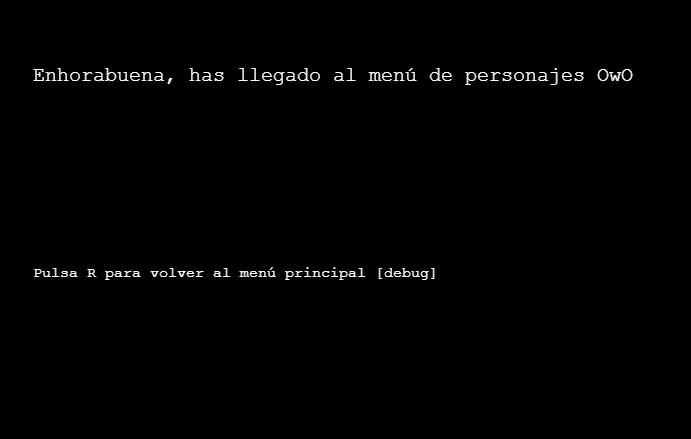 Enhorabuena, has llegado al menú de personajes OwO
Pulsa R para volver al menú principal [debug]